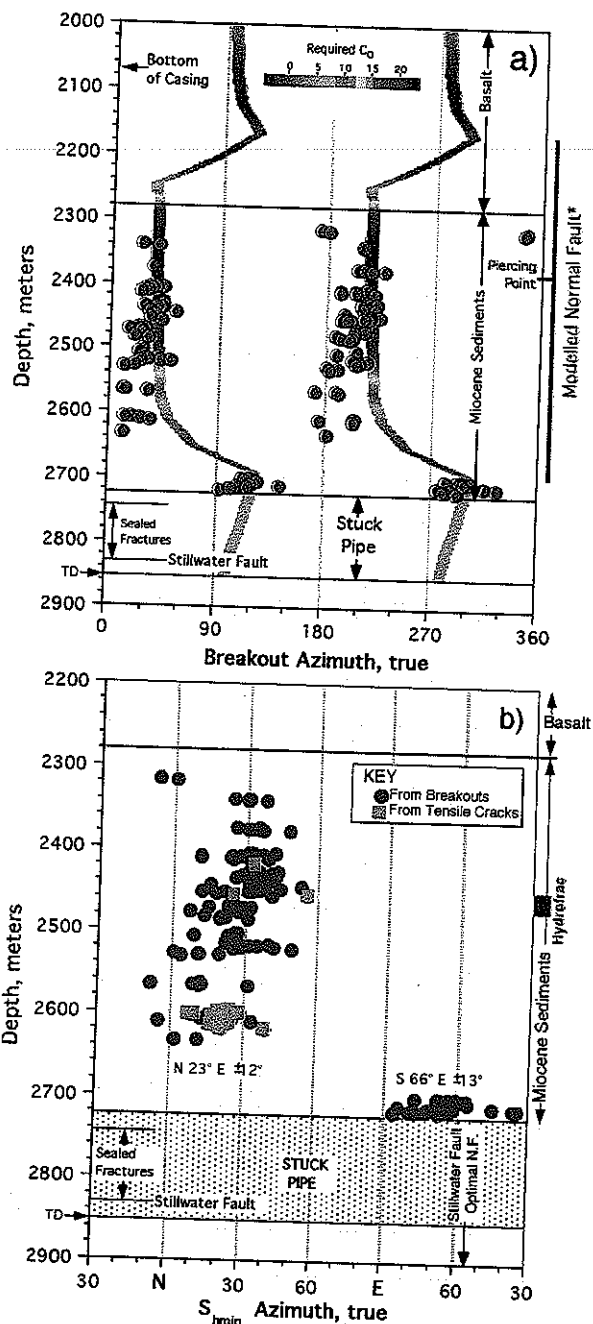 2000
2100
2200
2300
2400
2500
2600
2700
2800
2900
Depth, meters
Bottom
of Casing
Required C0
0 5 10 15 20
a)
Basalt
Piercing
Point
Miocene Sediments
Modelled Normal Fault*
Sealed
Fractures
Stillwater Fault
Stuck
Pipe
TD
0 90 180 270 360
Breakout Azimuth, true
2200
2300
2400
2500
2600
2700
2800
2900
Depth, meters
b)
Basalt
KEY
From Breakouts
From Tensile Cracks
Hydrofrac
Miocene Sediments
N 23° E ±12°
S 66° E ±13°
Sealed
Fractures
Stillwater Fault
STUCK
PIPE
Stillwater Fault
Optimal N.F.
TD
30 N 30 60 E 60 30
Shmin Azimuth, true